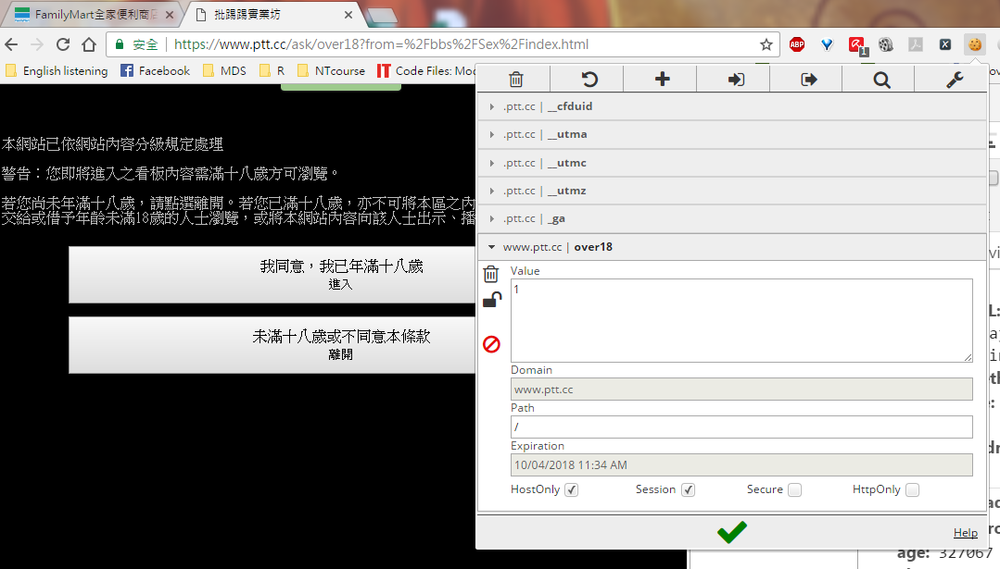 FamilyMart全家便利商店
批踢踢實業坊
安全
https://www.ptt.cc/ask/over18?from=%2Fbbs%2FSex%2Findex.html
ABP
1
English listening
Facebook
MDS
R
NTcourse
IT
Code Files: Mod
.ptt.cc | __cfduid
.ptt.cc | __utma
.ptt.cc | __utmc
.ptt.cc | __utmz
.ptt.cc | _ga
www.ptt.cc | over18
Value
1
Domain
www.ptt.cc
Path
/
Expiration
10/04/2018 11:34 AM
HostOnly
Session
Secure
HttpOnly
Help
本網站已依網站內容分級規定處理
警告︰您即將進入之看板內容需滿十八歲方可瀏覽。
若您尚未年滿十八歲，請點選離開。若您已滿十八歲，亦不可將本區之內
交給或借予年齡未滿18歲的人士瀏覽，或將本網站內容向該人士出示、播
我同意，我已年滿十八歲
進入
未滿十八歲或不同意本條款
離開
age: 327067